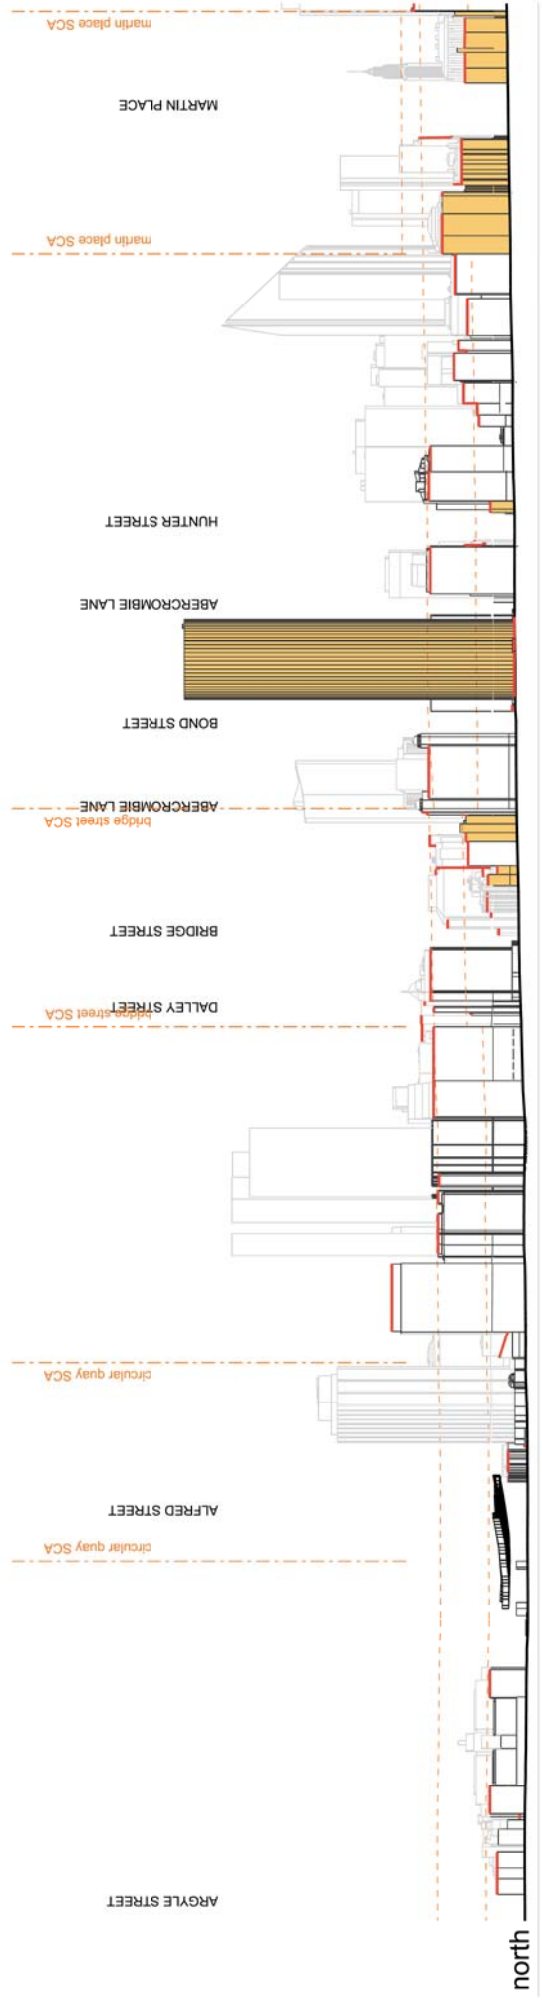 martin place SCA
MARTIN PLACE
martin place SCA
HUNTER STREET
ABERCROMBIE LANE
BOND STREET
ABERCROMBIE LANE
bridge street SCA
BRIDGE STREET
DALLEY STREET
bridge street SCA
circular quay SCA
ALFRED STREET
circular quay SCA
ARGYLE STREET
north